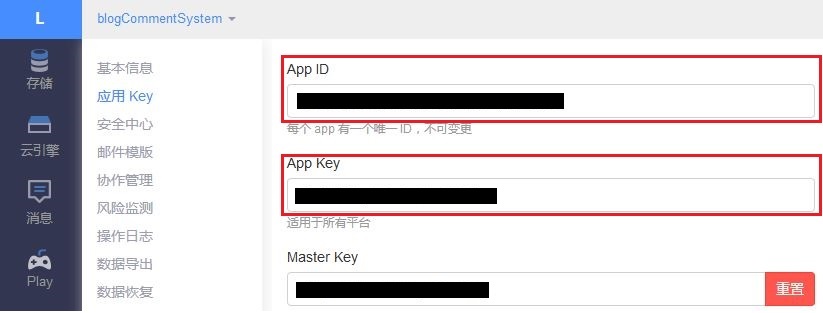 L
blogCommentSystem
存储
云引擎
消息
Play
基本信息
应用 Key
安全中心
邮件模版
协作管理
风险监测
操作日志
数据导出
数据恢复
App ID
每个 app 有一个唯一 ID，不可变更
App Key
适用于所有平台
Master Key
重置